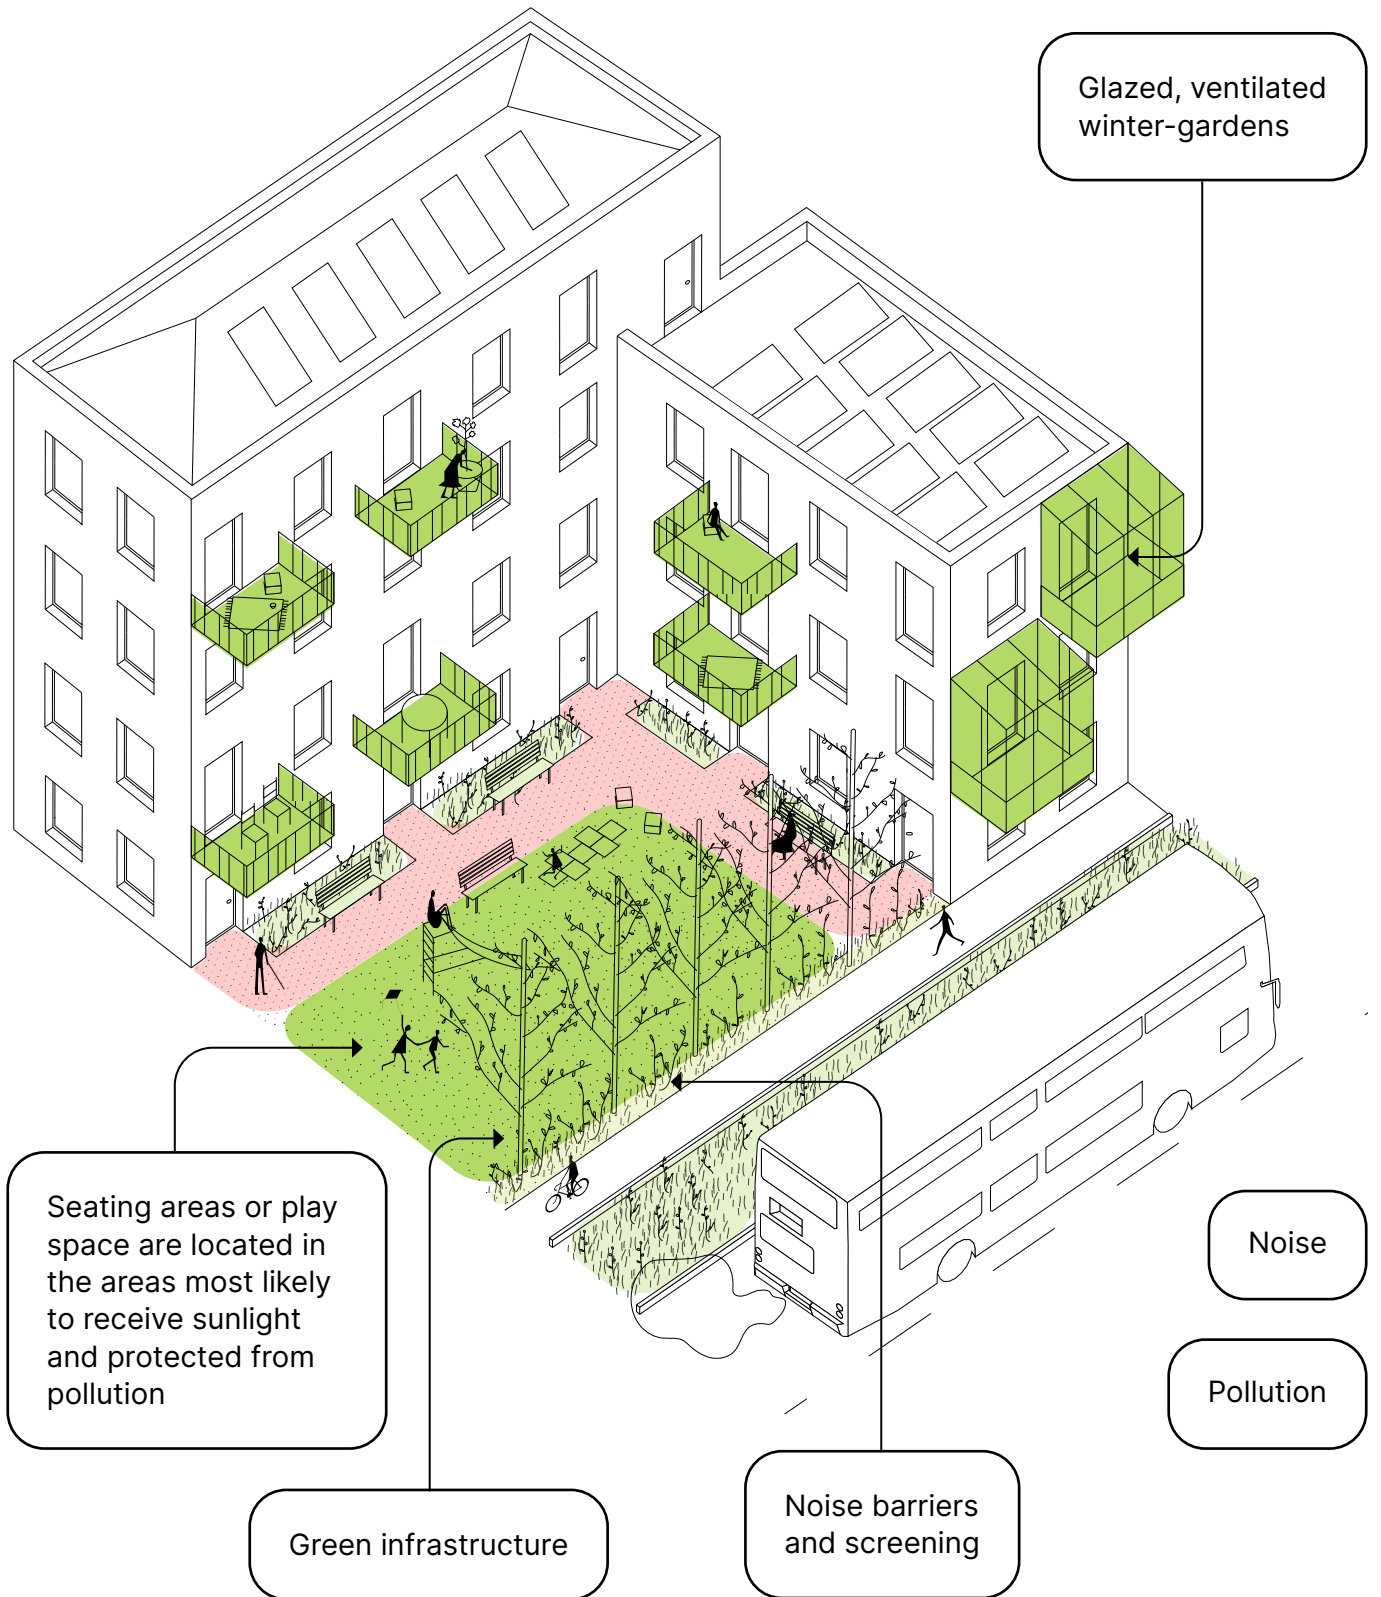 Glazed, ventilated
winter-gardens
Seating areas or play
space are located in
the areas most likely
to receive sunlight
and protected from
pollution
Noise
Pollution
Noise barriers
and screening
Green infrastructure